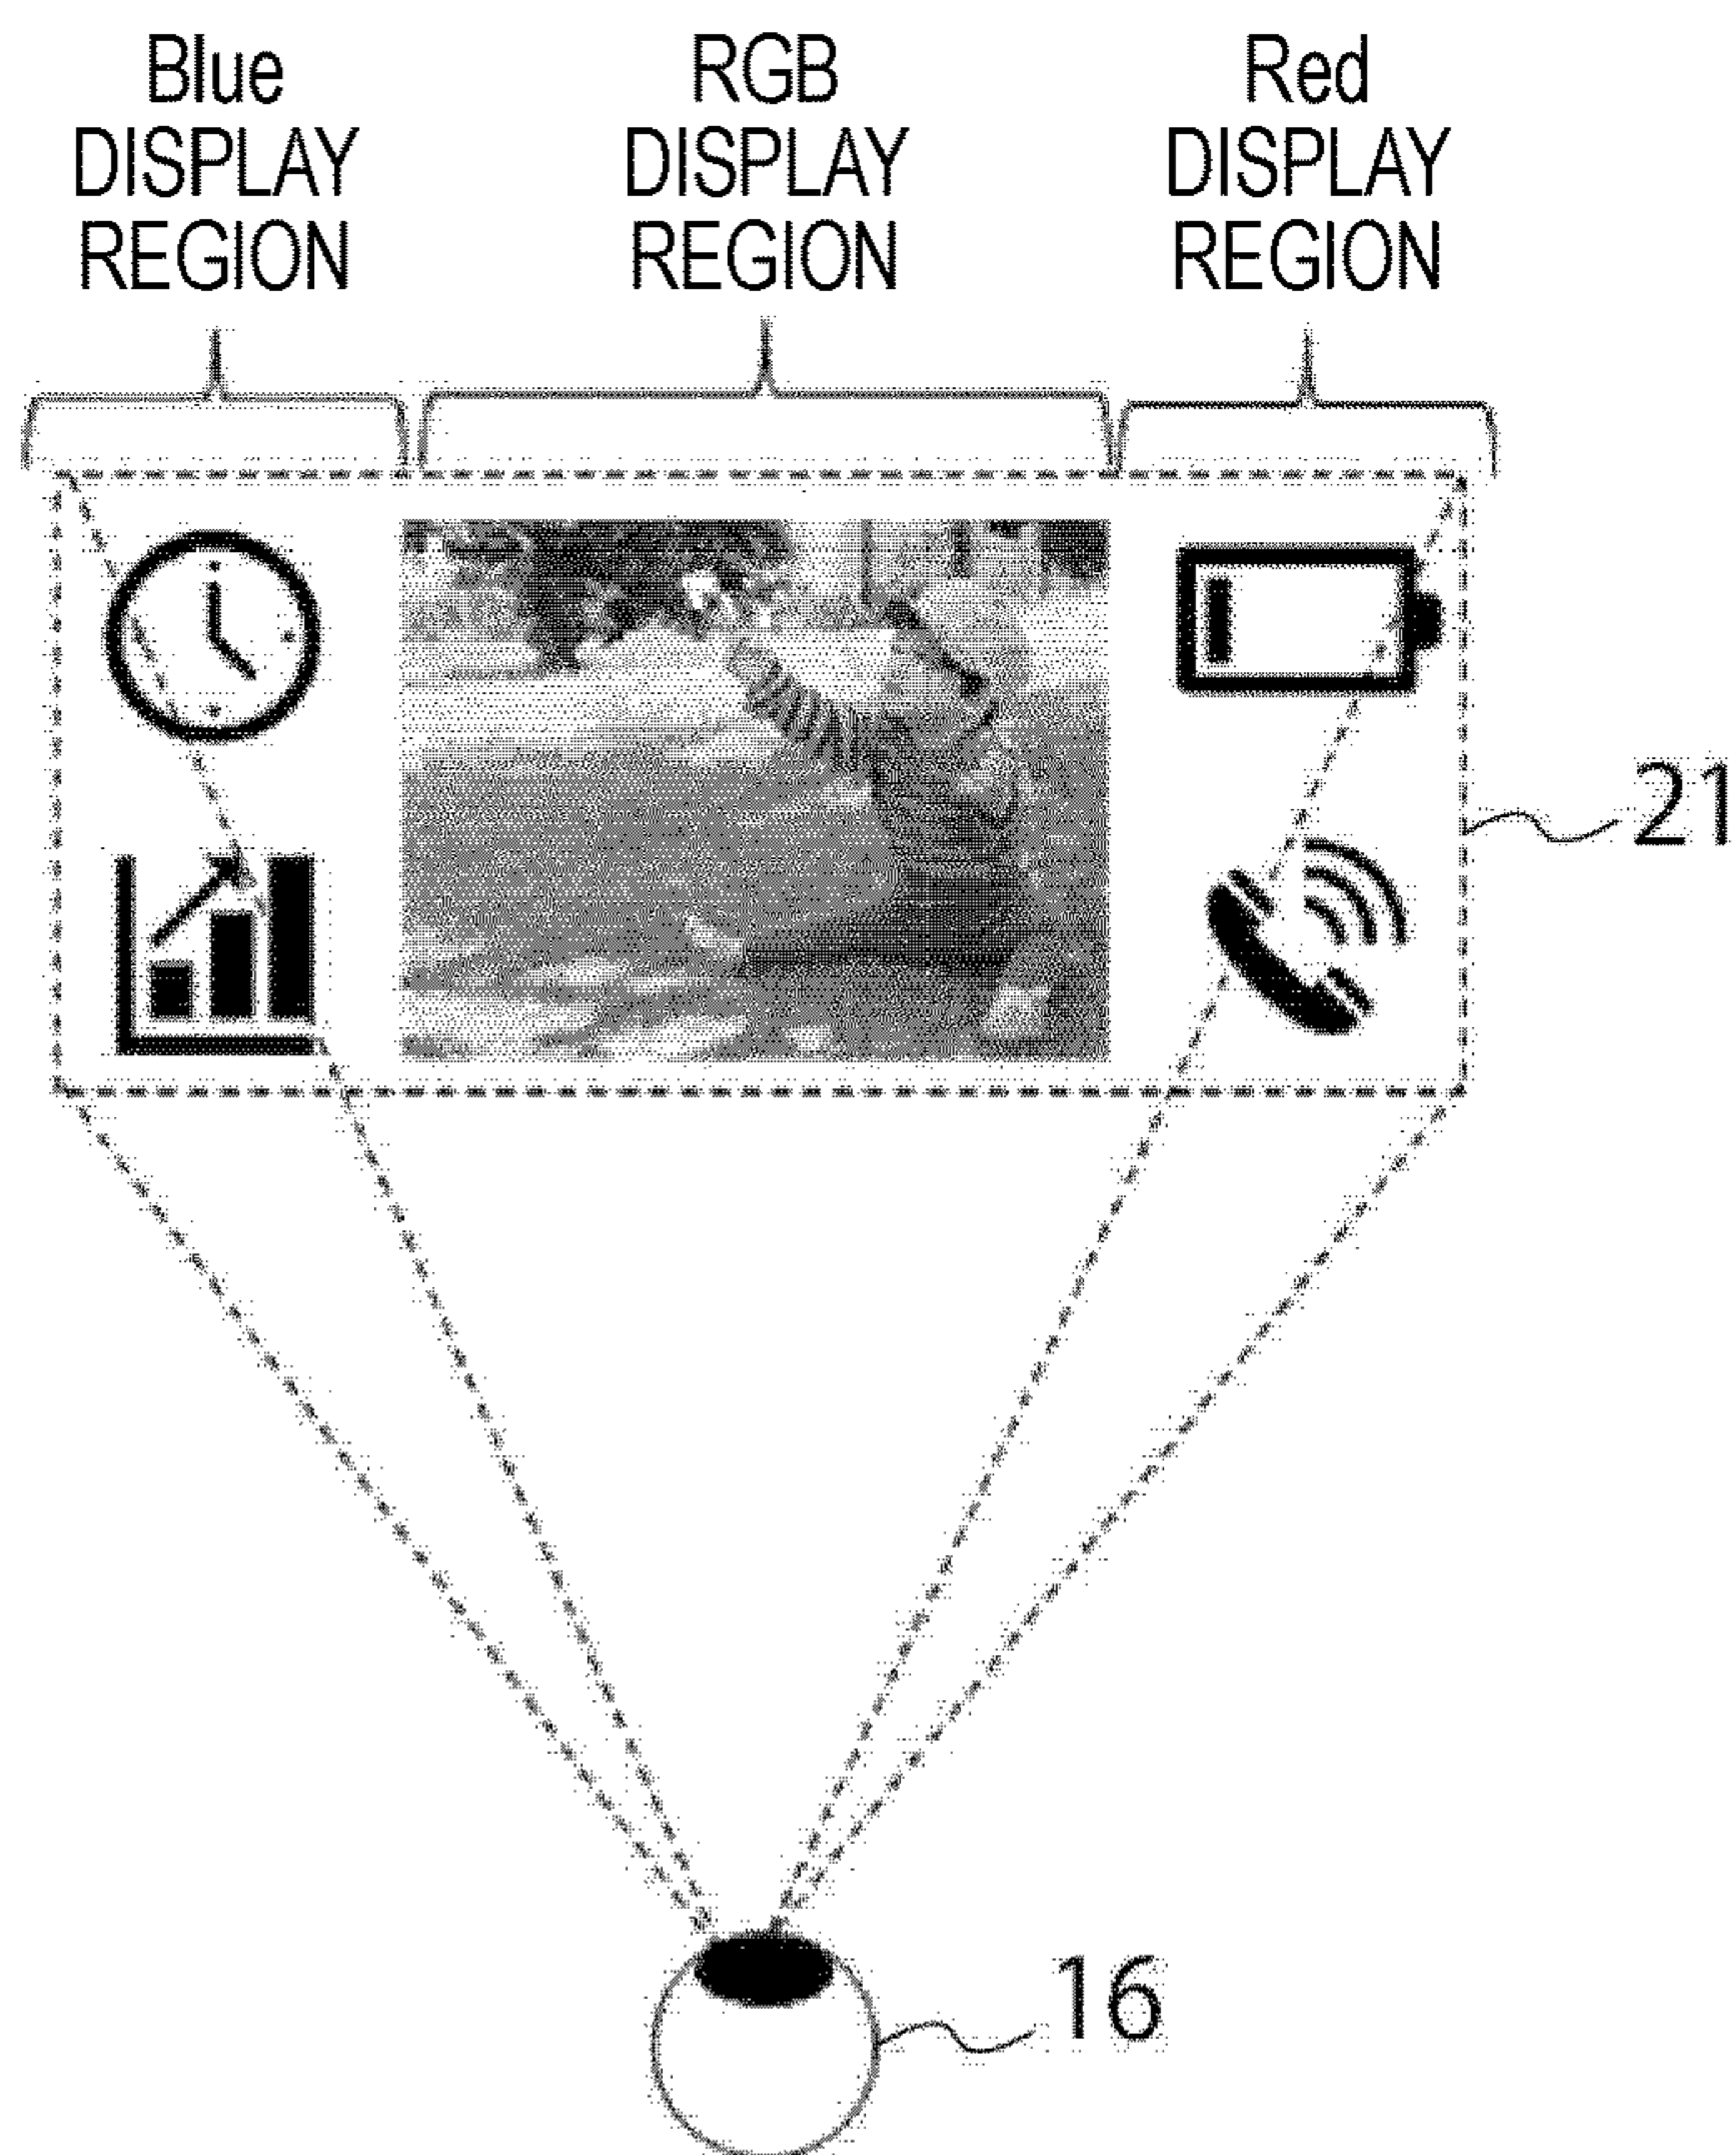 Blue
DISPLAY
REGION
RGB
DISPLAY
REGION
Red
DISPLAY
REGION
21
16